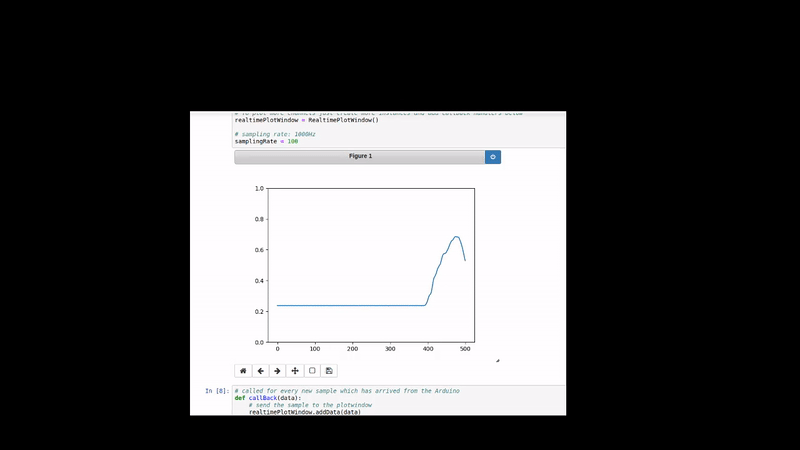 # To plot more channels just create more instances and add callback handlers below
realtimePlotWindow = RealtimePlotWindow()
# sampling rate: 1000Hz
samplingRate = 100
Figure 1
1.0
0.8
0.6
0.4
0.2
0.0
0 100 200 300 400 500
In [8]: # called for every new sample which has arrived from the Arduino
def callBack(data):
# send the sample to the plotwindow
realtimePlotWindow.addData(data)